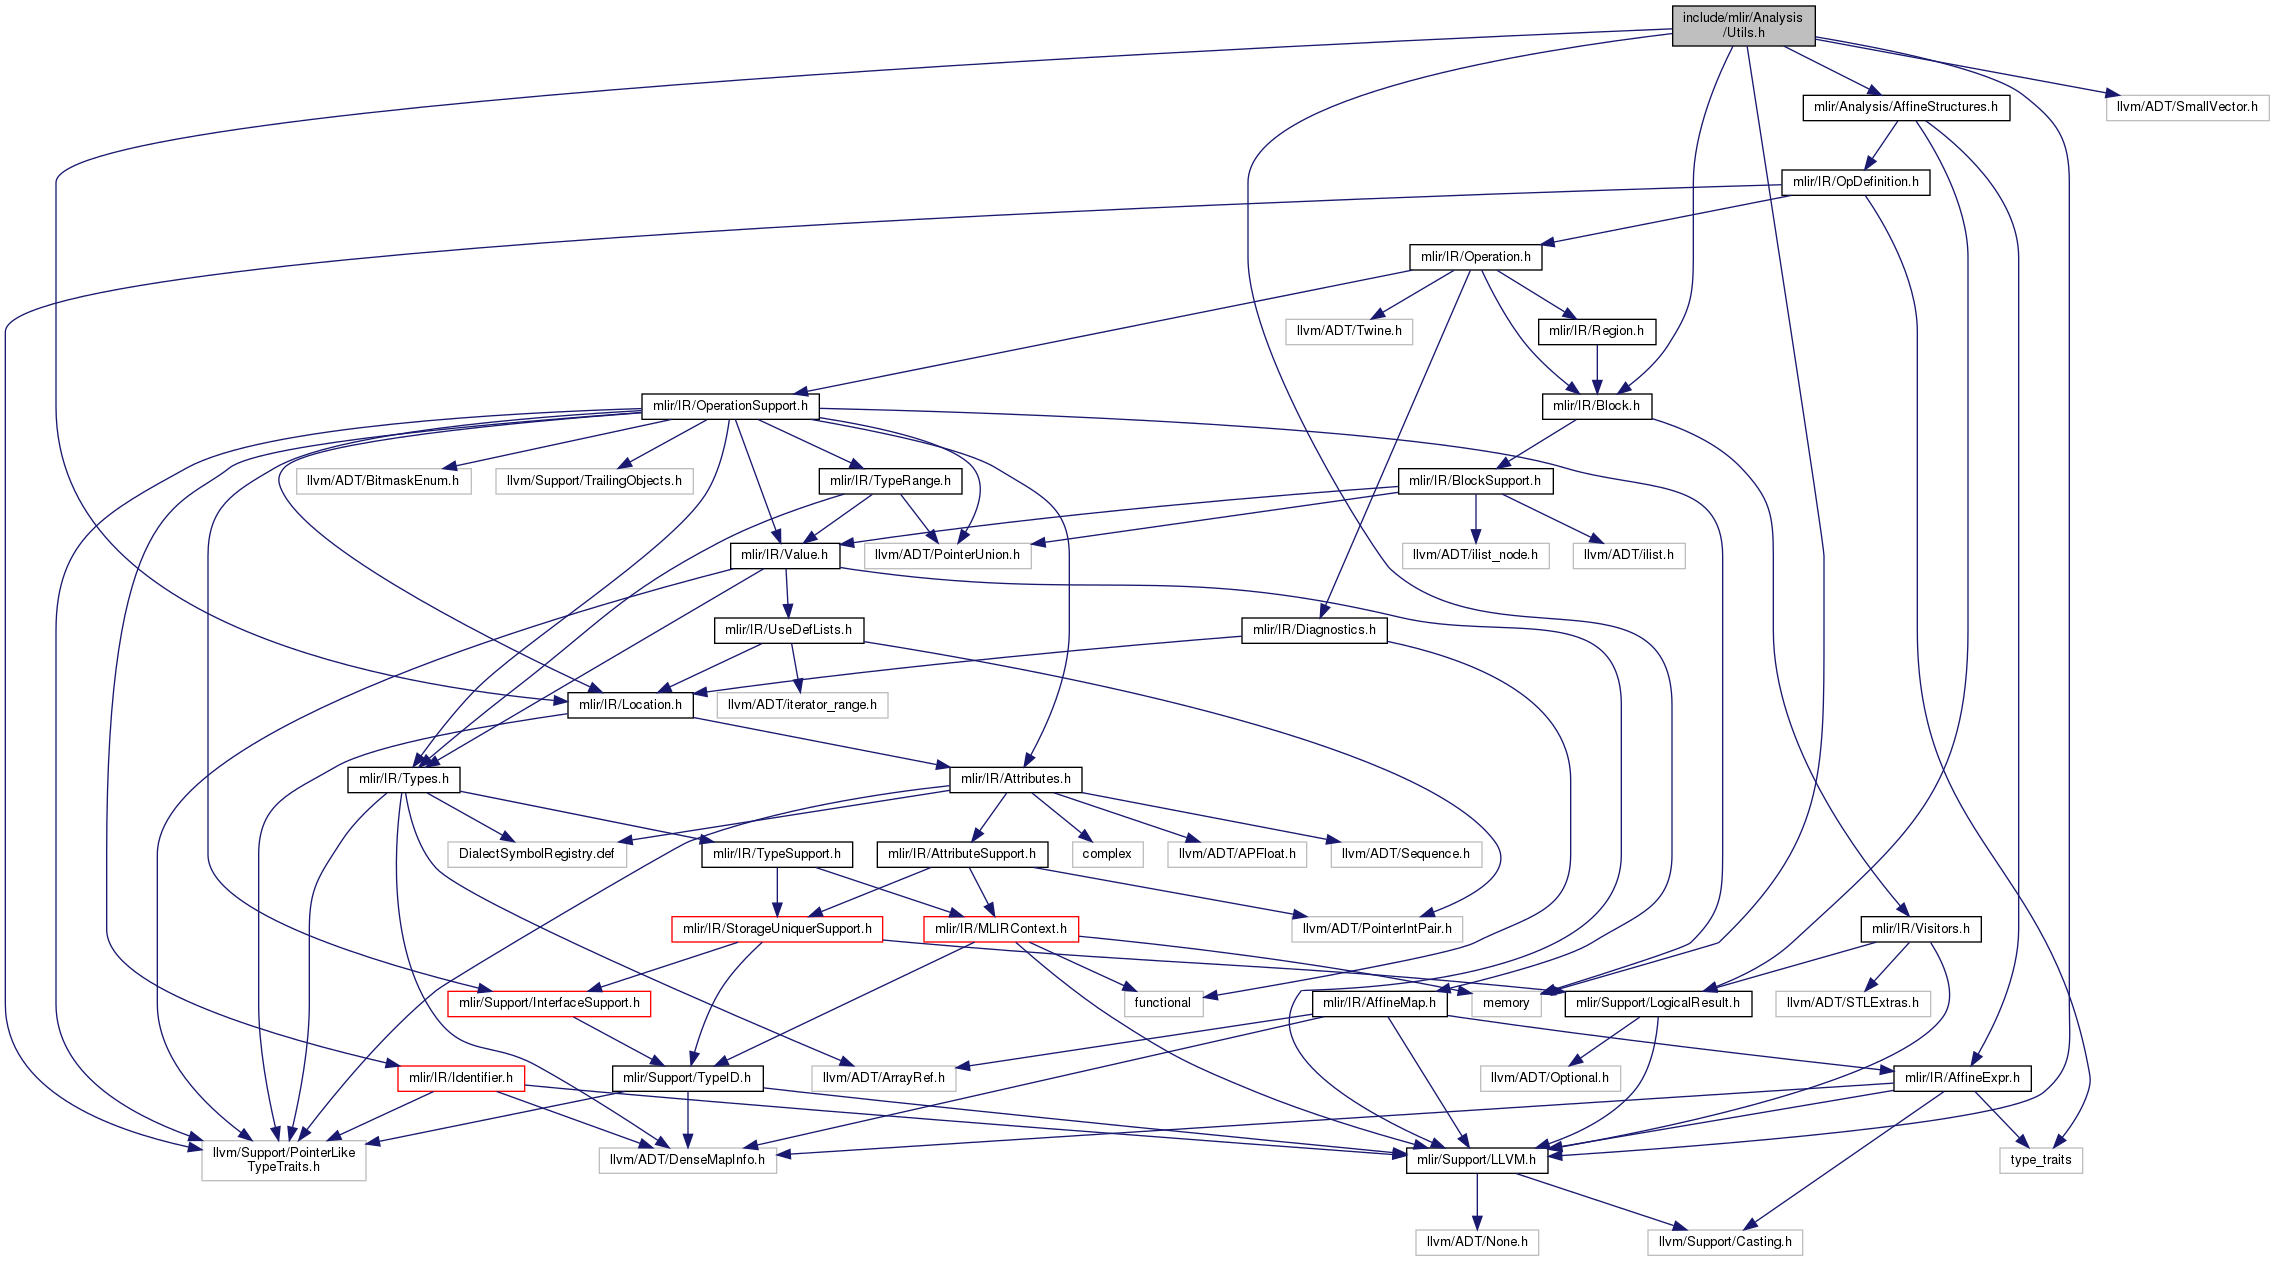 include/mlir/Analysis
/Utils.h
mlir/Analysis/AffineStructures.h
llvm/ADT/SmallVector.h
mlir/IR/OpDefinition.h
mlir/IR/Operation.h
llvm/ADT/Twine.h
mlir/IR/Region.h
mlir/IR/OperationSupport.h
mlir/IR/Block.h
llvm/ADT/BitmaskEnum.h
llvm/Support/TrailingObjects.h
mlir/IR/TypeRange.h
mlir/IR/BlockSupport.h
mlir/IR/Value.h
llvm/ADT/PointerUnion.h
llvm/ADT/ilist_node.h
llvm/ADT/ilist.h
mlir/IR/UseDefLists.h
mlir/IR/Diagnostics.h
mlir/IR/Location.h
llvm/ADT/iterator_range.h
mlir/IR/Types.h
mlir/IR/Attributes.h
DialectSymbolRegistry.def
mlir/IR/TypeSupport.h
mlir/IR/AttributeSupport.h
complex
llvm/ADT/APFloat.h
llvm/ADT/Sequence.h
mlir/IR/StorageUniquerSupport.h
mlir/IR/MLIRContext.h
llvm/ADT/PointerIntPair.h
mlir/IR/Visitors.h
mlir/Support/InterfaceSupport.h
functional
mlir/IR/AffineMap.h
memory
mlir/Support/LogicalResult.h
llvm/ADT/STLExtras.h
mlir/IR/Identifier.h
mlir/Support/TypeID.h
llvm/ADT/ArrayRef.h
llvm/ADT/Optional.h
mlir/IR/AffineExpr.h
llvm/Support/PointerLike
TypeTraits.h
llvm/ADT/DenseMapInfo.h
mlir/Support/LLVM.h
type_traits
llvm/ADT/None.h
llvm/Support/Casting.h